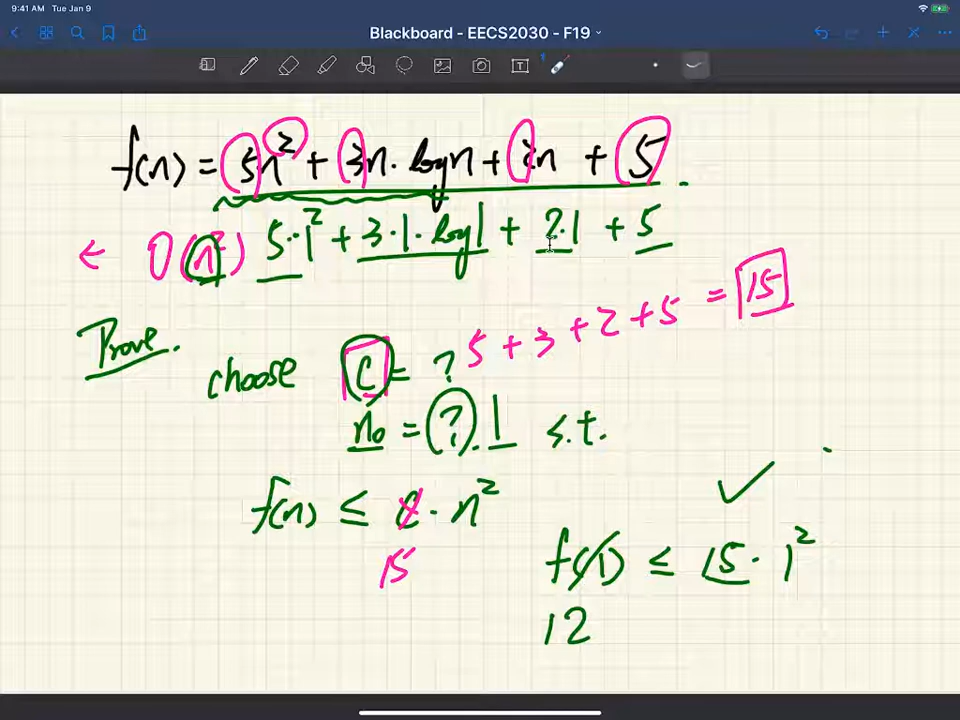 9:41 AM Tue Jan 9
Blackboard - EECS2030 - F19
f(n) = 5n² + 3n · log n + 2n + 5
← O(n²) 5·1² + 3·1·log 1 + 2·1 + 5
5 + 3 + 2 + 5 = 15
Prove.
choose C = ?
n₀ = ? . 1 s.t.
f(n) ≤ c · n²
15
f(1) ≤ 15 · 1²
12